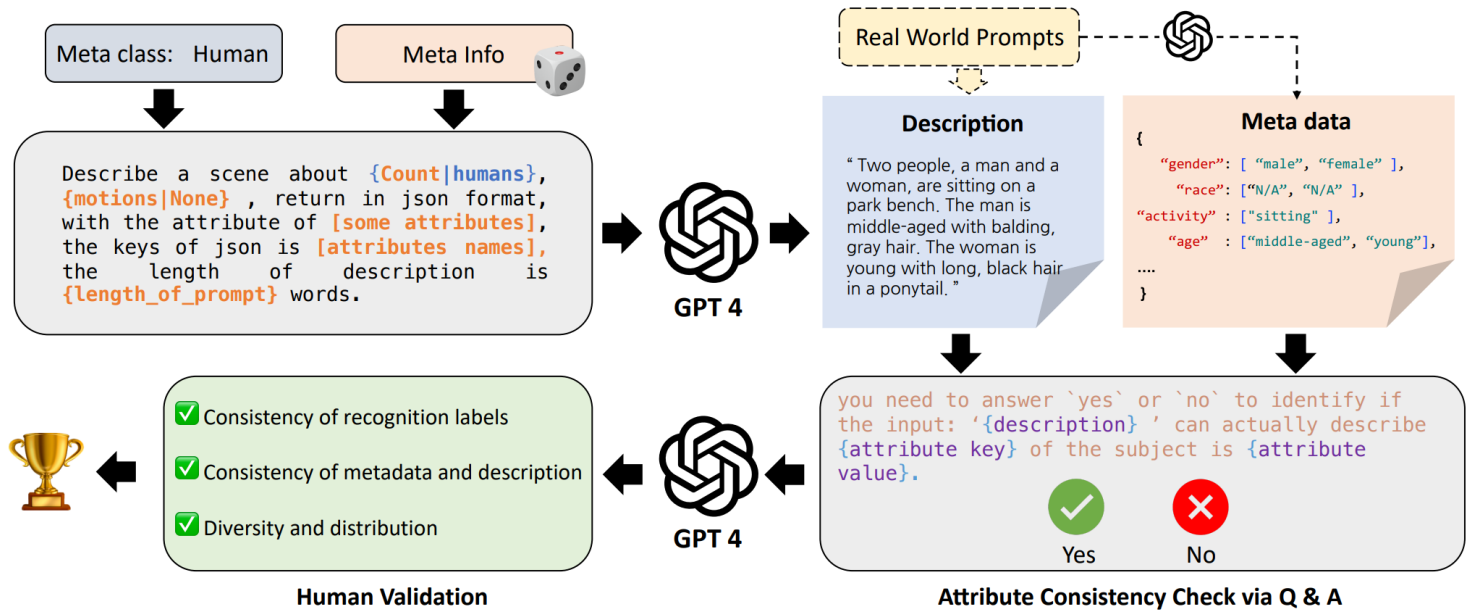 Meta class:   Human
Meta Info
Describe a scene about {Count|humans},
{motions|None} , return in json format,
with the attribute of [some attributes],
the keys of json is [attributes names],
the length of description is
{length_of_prompt} words.
GPT 4
Real World Prompts
Description
“ Two people, a man and a
woman, are sitting on a
park bench. The man is
middle-aged with balding,
gray hair. The woman is
young with long, black hair
in a ponytail. ”
Meta data
{
“gender”: [ “male”, “female” ],
“race”: [“N/A”, “N/A” ],
“activity” : ["sitting" ],
“age” : [“middle-aged”, “young”],
....
}
you need to answer `yes` or `no` to identify if
the input: ‘{description} ’ can actually describe
{attribute key} of the subject is {attribute
value}.
Yes
No
Attribute Consistency Check via Q & A
GPT 4
Consistency of recognition labels
Consistency of metadata and description
Diversity and distribution
Human Validation